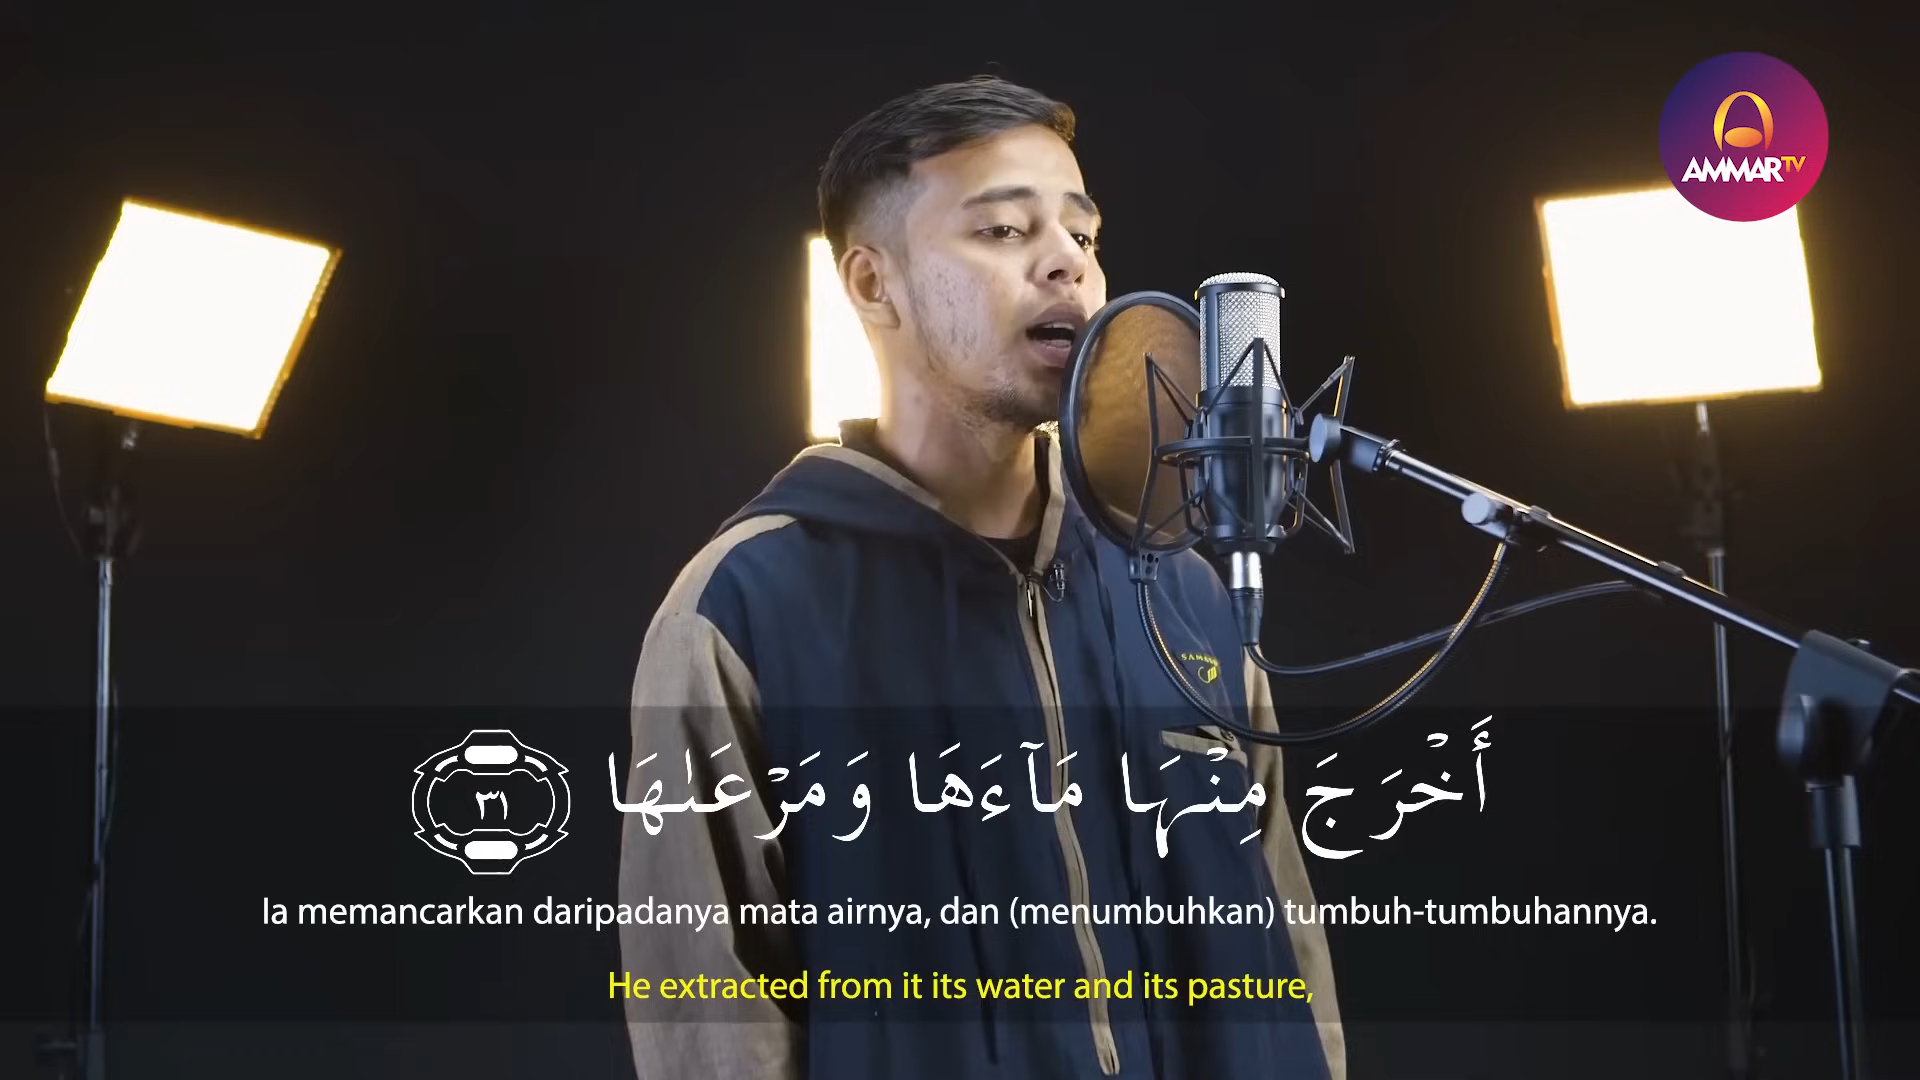 AMMARTV
أَخْرَجَ مِنْهَا مَآءَهَا وَمَرْعَىٰهَا ٣١
Ia memancarkan daripadanya mata airnya, dan (menumbuhkan) tumbuh-tumbuhannya.
He extracted from it its water and its pasture,